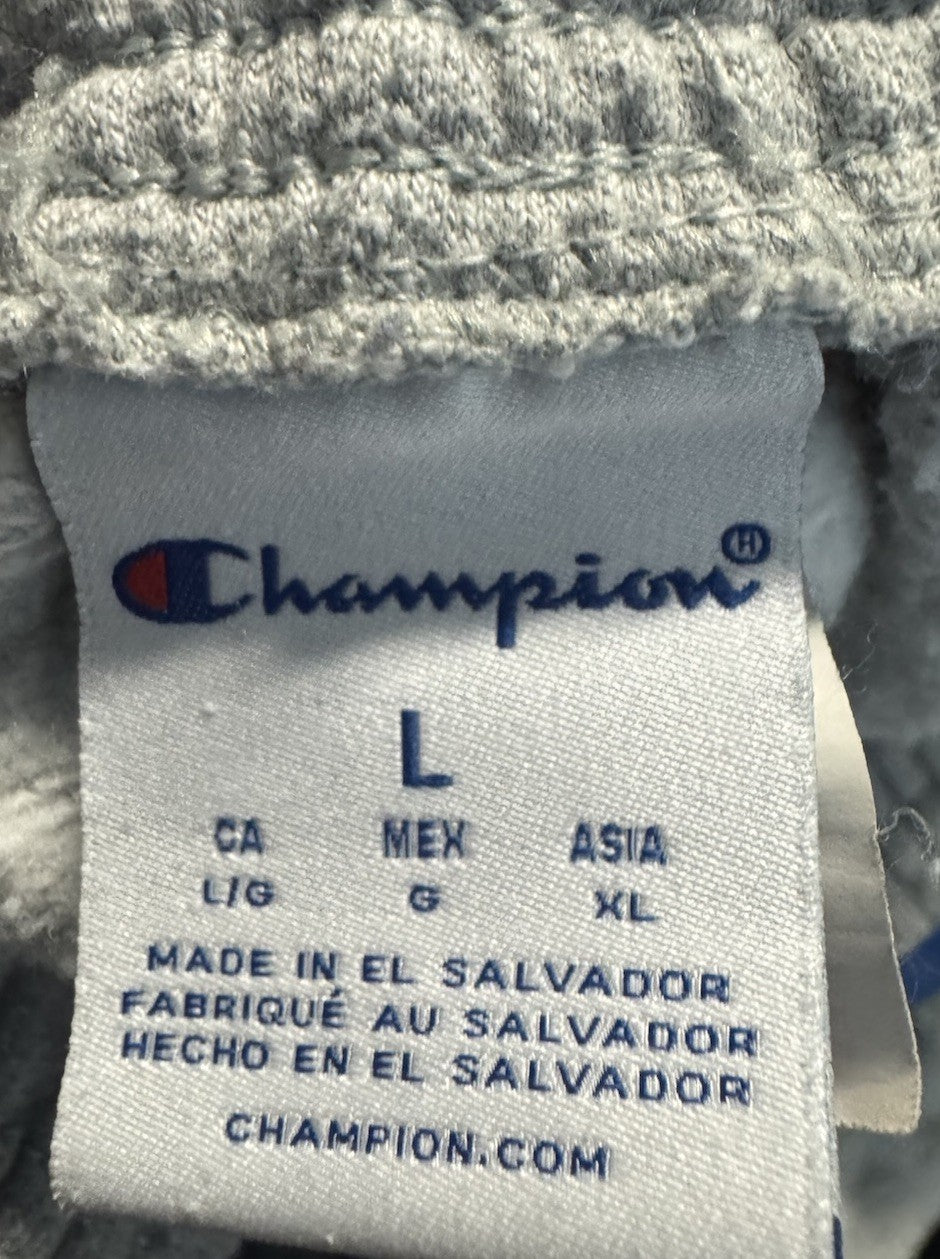 Champion H
L
CA MEX ASIA
L/G G XL
MADE IN EL SALVADOR
FABRIQUÉ AU SALVADOR
HECHO EN EL SALVADOR
CHAMPION.COM